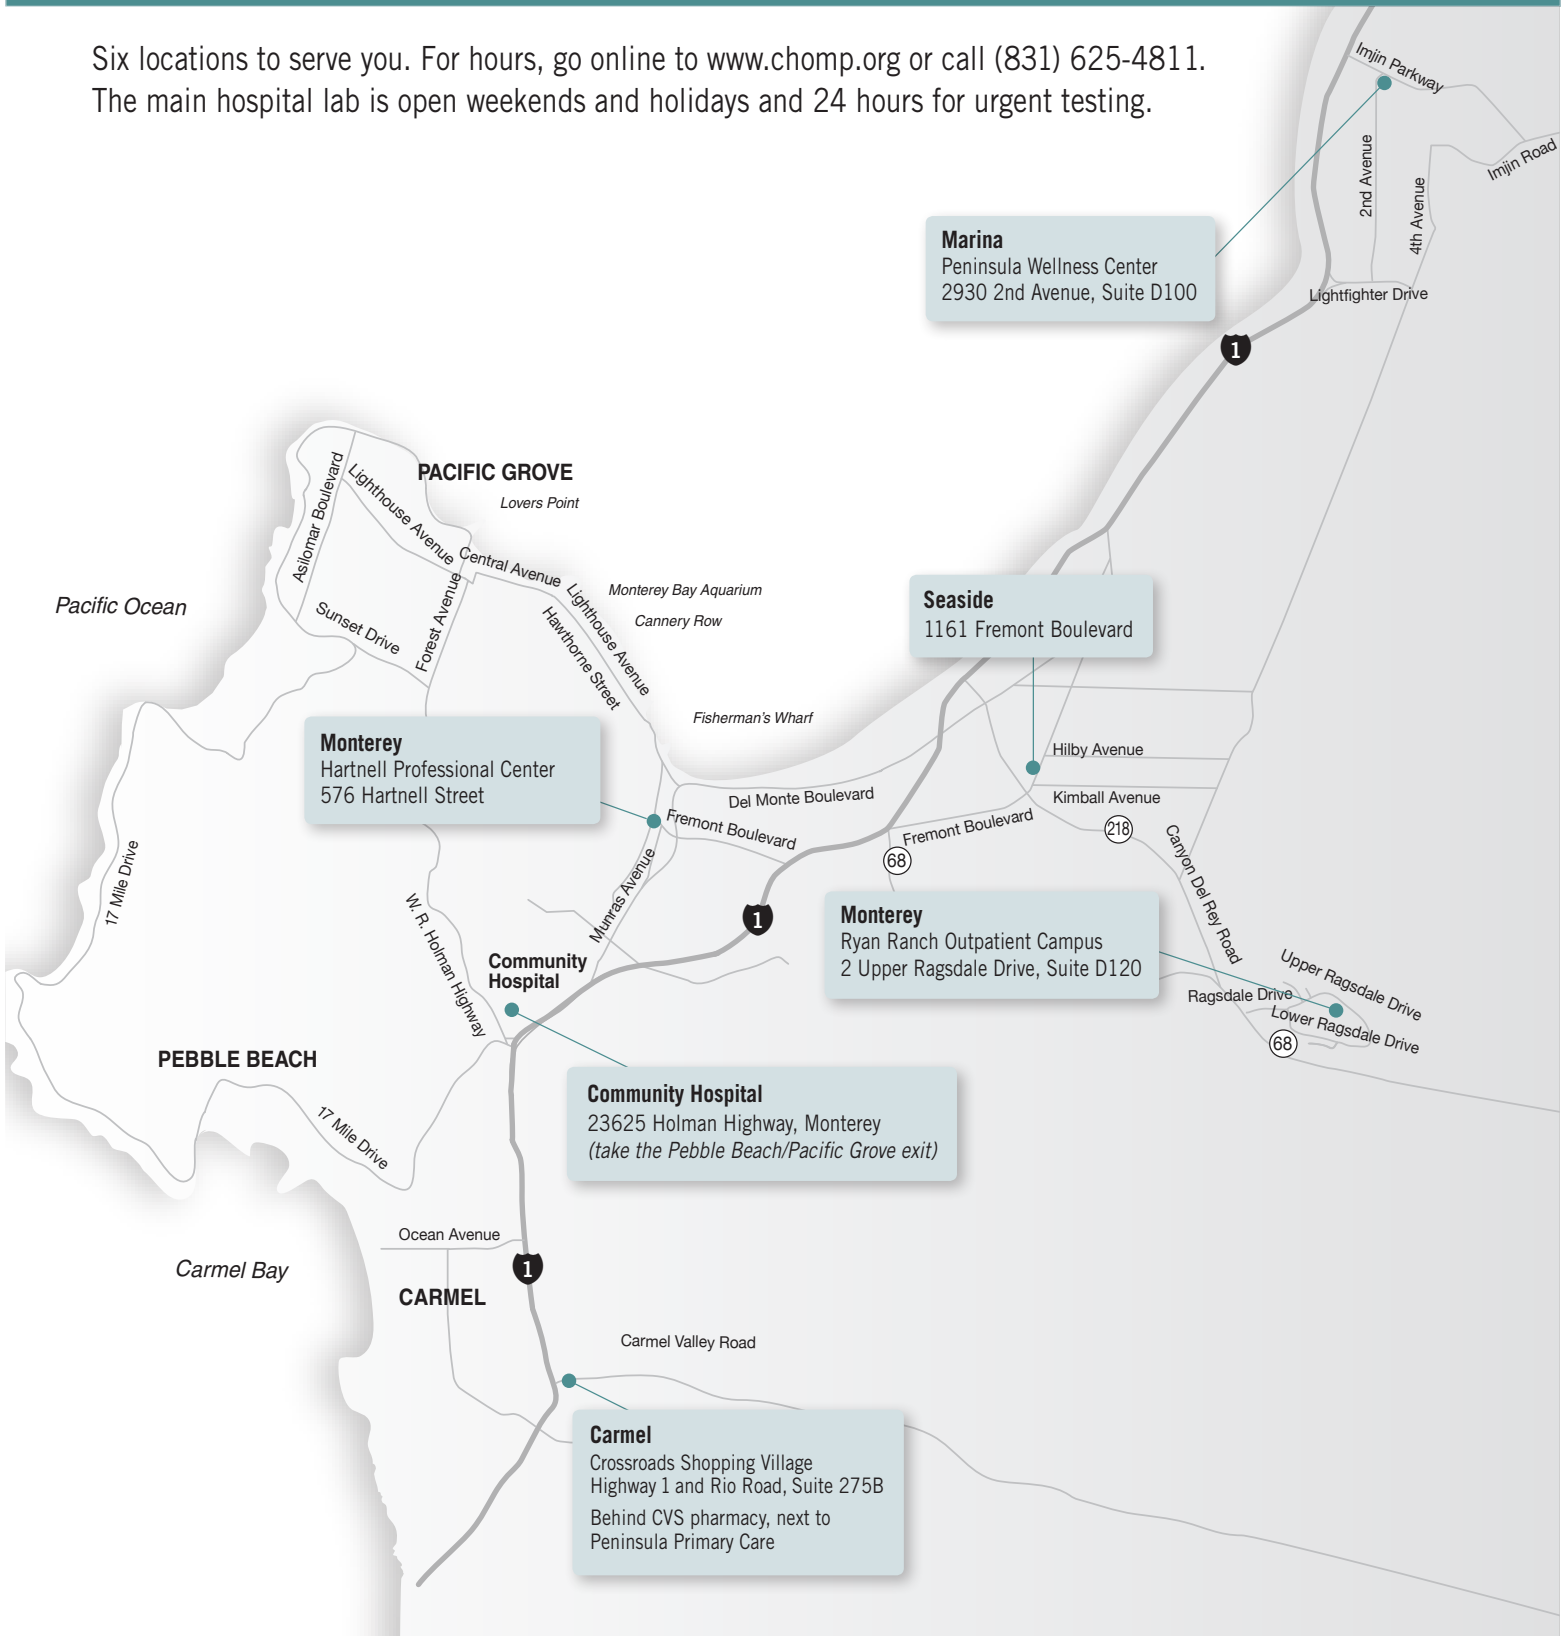 Six locations to serve you. For hours, go online to www.chomp.org or call (831) 625-4811.
The main hospital lab is open weekends and holidays and 24 hours for urgent testing.
Imjin Parkway
Imjin Road
2nd Avenue
4th Avenue
Marina
Peninsula Wellness Center
2930 2nd Avenue, Suite D100
Lightfighter Drive
1
PACIFIC GROVE
Lovers Point
Asilomar Boulevard
Lighthouse Avenue
Central Avenue
Pacific Ocean
Sunset Drive
Forest Avenue
Lighthouse Avenue
Hawthorne Street
Monterey Bay Aquarium
Cannery Row
Seaside
1161 Fremont Boulevard
Fisherman's Wharf
Monterey
Hartnell Professional Center
576 Hartnell Street
Hilby Avenue
Del Monte Boulevard
Kimball Avenue
Fremont Boulevard
Fremont Boulevard
218
68
17 Mile Drive
Munras Avenue
Canyon Del Rey Road
W. R. Holman Highway
1
Monterey
Ryan Ranch Outpatient Campus
2 Upper Ragsdale Drive, Suite D120
Community
Hospital
Upper Ragsdale Drive
Ragsdale Drive
Lower Ragsdale Drive
68
PEBBLE BEACH
17 Mile Drive
Community Hospital
23625 Holman Highway, Monterey
(take the Pebble Beach/Pacific Grove exit)
Ocean Avenue
Carmel Bay
1
CARMEL
Carmel Valley Road
Carmel
Crossroads Shopping Village
Highway 1 and Rio Road, Suite 275B
Behind CVS pharmacy, next to
Peninsula Primary Care